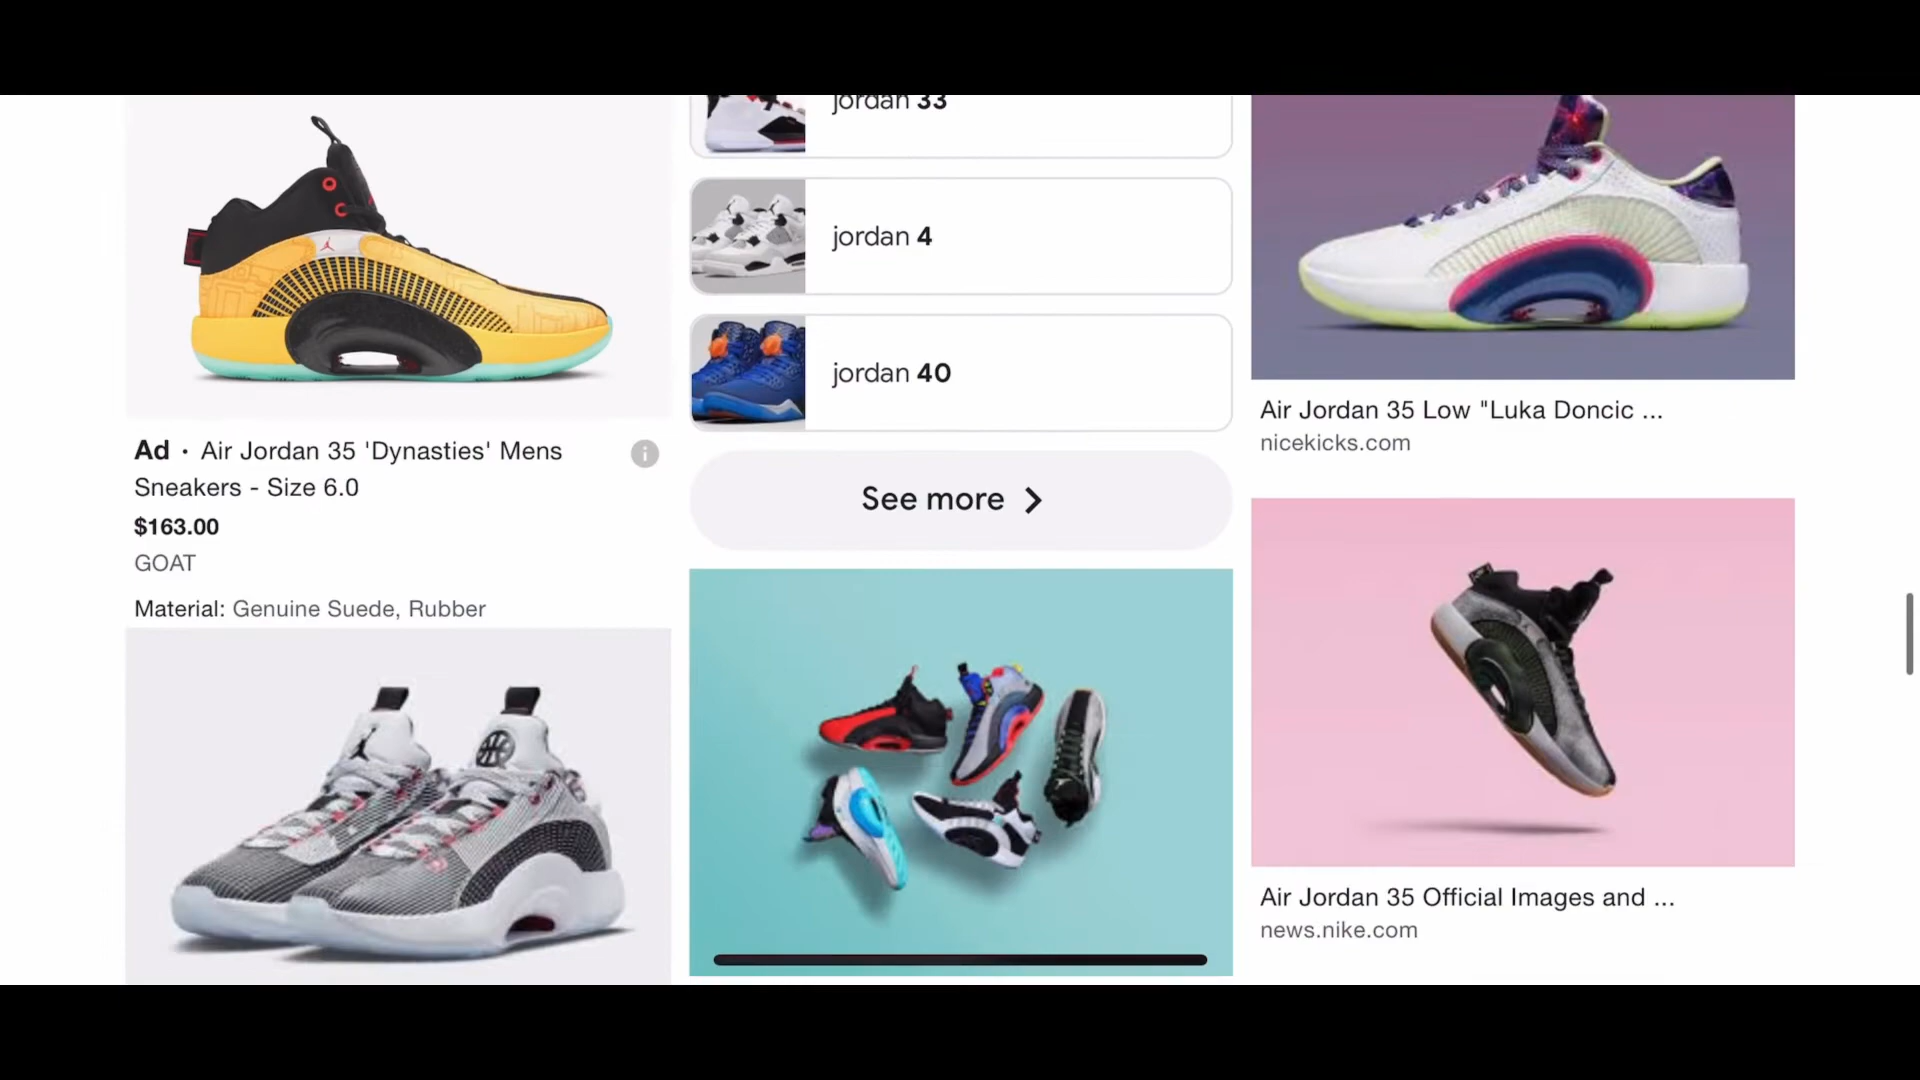 Ad · Air Jordan 35 'Dynasties' Mens
Sneakers - Size 6.0
$163.00
GOAT
Material: Genuine Suede, Rubber
jordan 33
jordan 4
jordan 40
See more
Air Jordan 35 Low "Luka Doncic ...
nicekicks.com
Air Jordan 35 Official Images and ...
news.nike.com